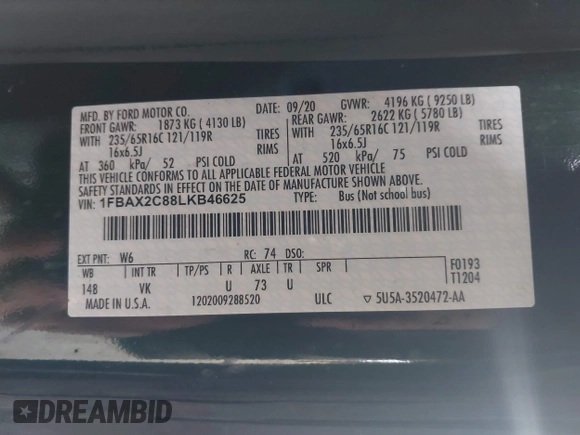 MFD. BY FORD MOTOR CO.
DATE: 09/20 GVWR: 4196 KG ( 9250 LB)
FRONT GAWR: 1873 KG ( 4130 LB) REAR GAWR: 2622 KG ( 5780 LB)
WITH 235/65R16C 121/119R TIRES WITH 235/65R16C 121/119R TIRES
16x6.5J RIMS 16x6.5J RIMS
AT 360 kPa/ 52 PSI COLD AT 520 kPa/ 75 PSI COLD
THIS VEHICLE CONFORMS TO ALL APPLICABLE FEDERAL MOTOR VEHICLE
SAFETY STANDARDS IN EFFECT ON THE DATE OF MANUFACTURE SHOWN ABOVE.
VIN: 1FBAX2C88LKB46625 TYPE: Bus (Not school bus)
EXT PNT: W6 RC: 74 DSO:
WB INT TR TP/PS R AXLE TR SPR F0193
148 VK U 73 U T1204
MADE IN U.S.A. 1202009288520 ULC ▽ 5U5A-3520472-AA
DREAMBID